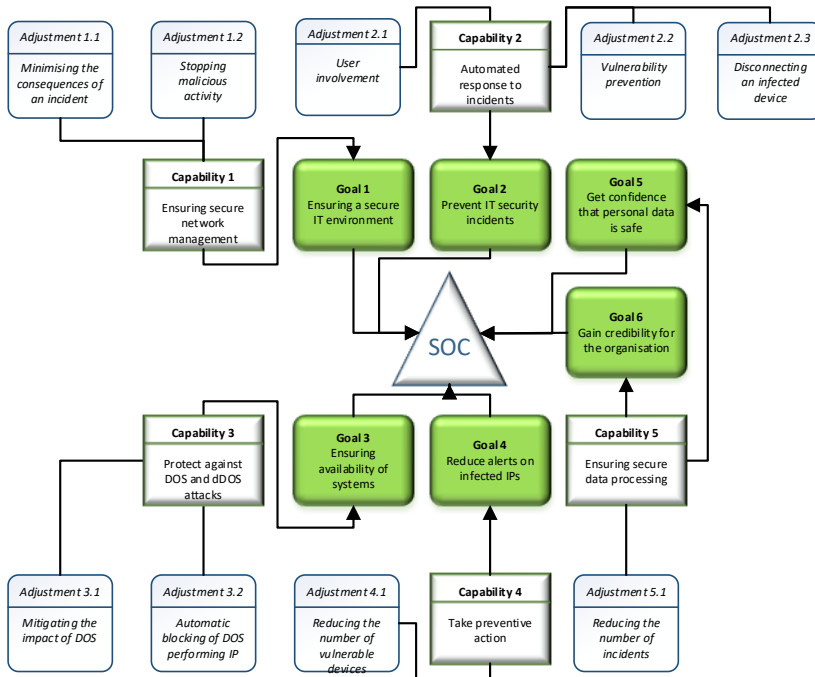 Adjustment 1.1
Minimising the
consequences of
an incident
Adjustment 1.2
Stopping
malicious
activity
Adjustment 2.1
User
involvement
Capability 2
Automated
response to
incidents
Adjustment 2.2
Vulnerability
prevention
Adjustment 2.3
Disconnecting
an infected
device
Capability 1
Ensuring secure
network
management
Goal 1
Ensuring a secure
IT environment
Goal 2
Prevent IT security
incidents
Goal 5
Get confidence
that personal data
is safe
SOC
Goal 6
Gain credibility for
the organisation
Capability 3
Protect against
DOS and dDOS
attacks
Goal 3
Ensuring
availability of
systems
Goal 4
Reduce alerts on
infected IPs
Capability 5
Ensuring secure
data processing
Adjustment 3.1
Mitigating the
impact of DOS
Adjustment 3.2
Automatic
blocking of DOS
performing IP
Adjustment 4.1
Reducing the
number of
vulnerable
devices
Capability 4
Take preventive
action
Adjustment 5.1
Reducing the
number of
incidents